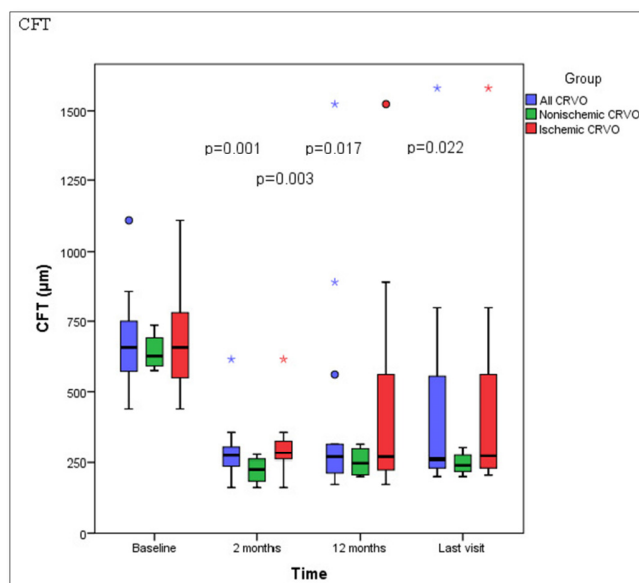 CFT
Group
All CRVO
Nonischemic CRVO
Ischemic CRVO
p=0.001
p=0.017
p=0.022
p=0.003
CFT (µm)
1500
1250
1000
750
500
250
0
Baseline
2 months
12 months
Last visit
Time